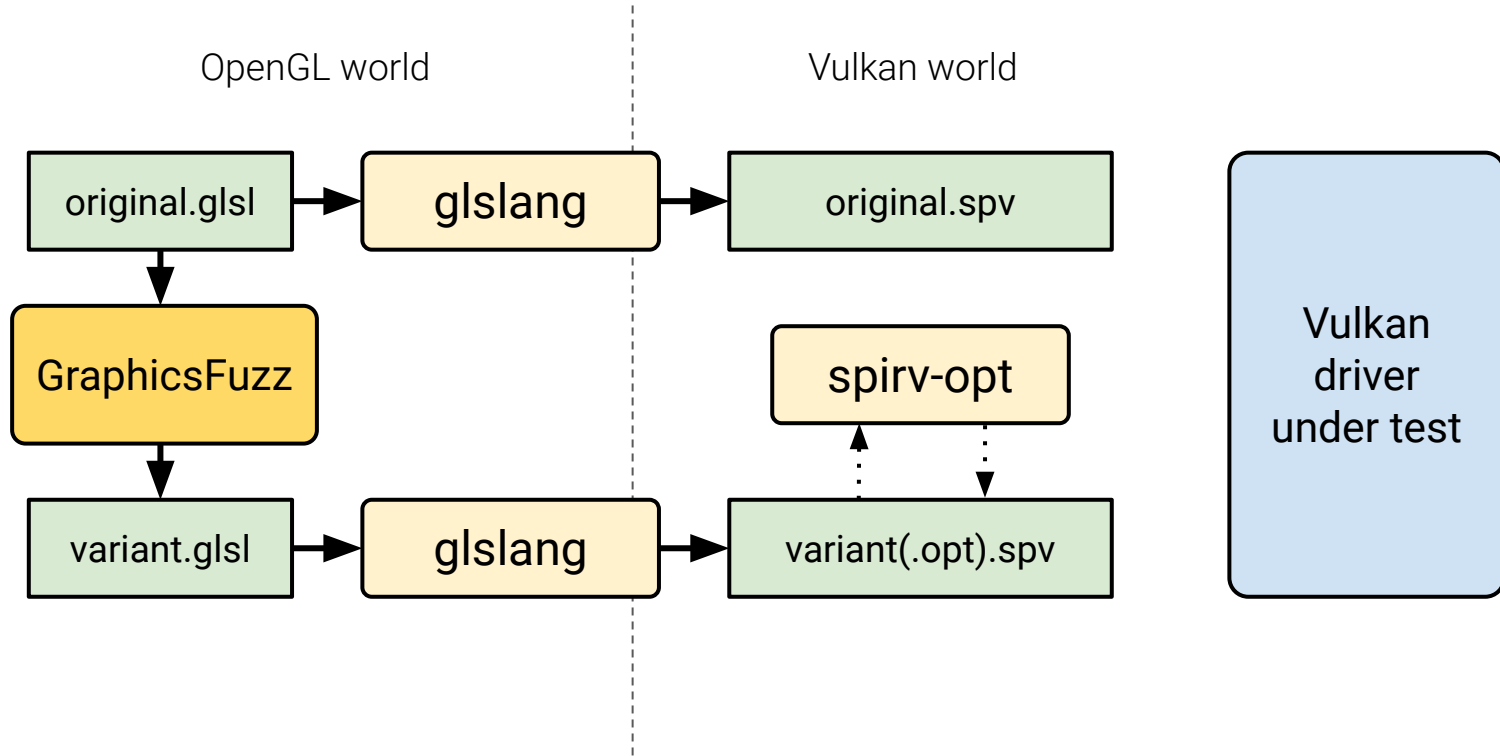 OpenGL world
Vulkan world
original.glsl
glslang
original.spv
GraphicsFuzz
spirv-opt
Vulkan
driver
under test
variant.glsl
glslang
variant(.opt).spv